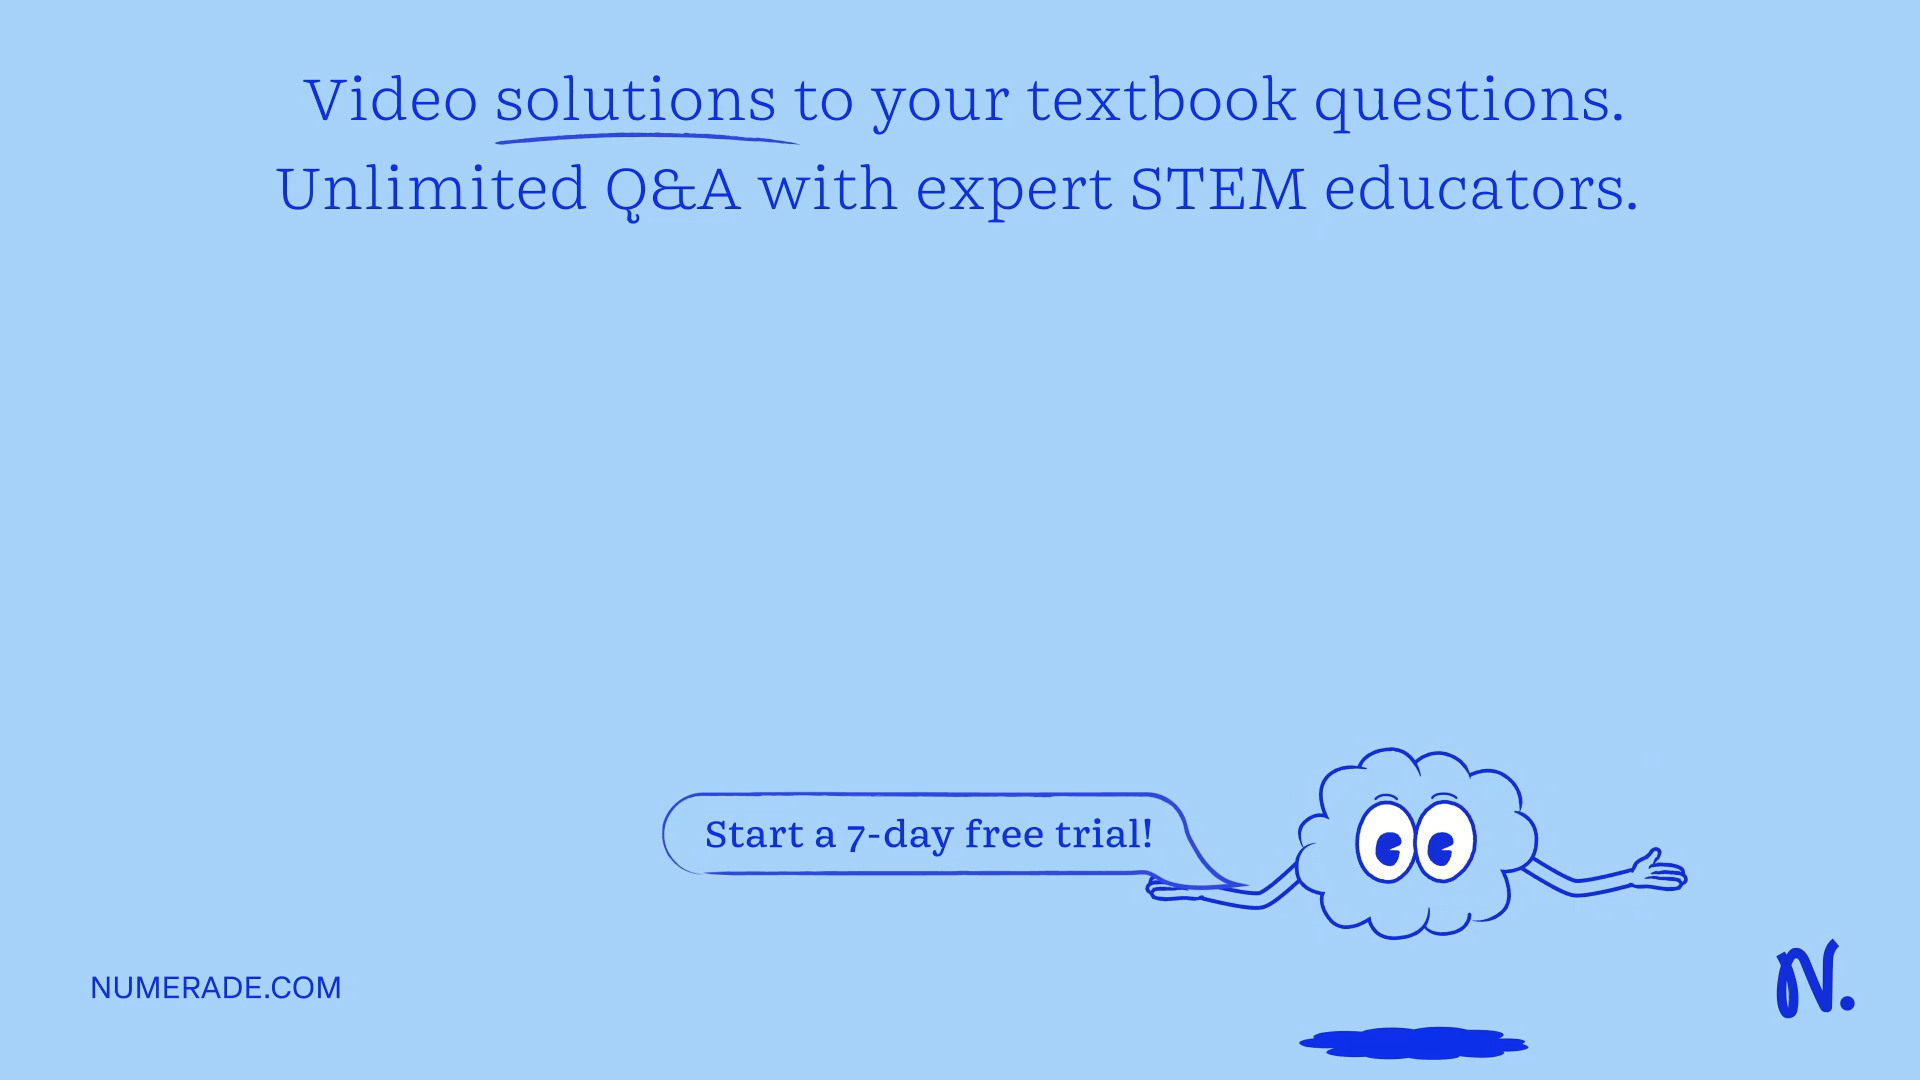 Video solutions to your textbook questions.
Unlimited Q&A with expert STEM educators.
Start a 7-day free trial!
NUMERADE.COM
N.